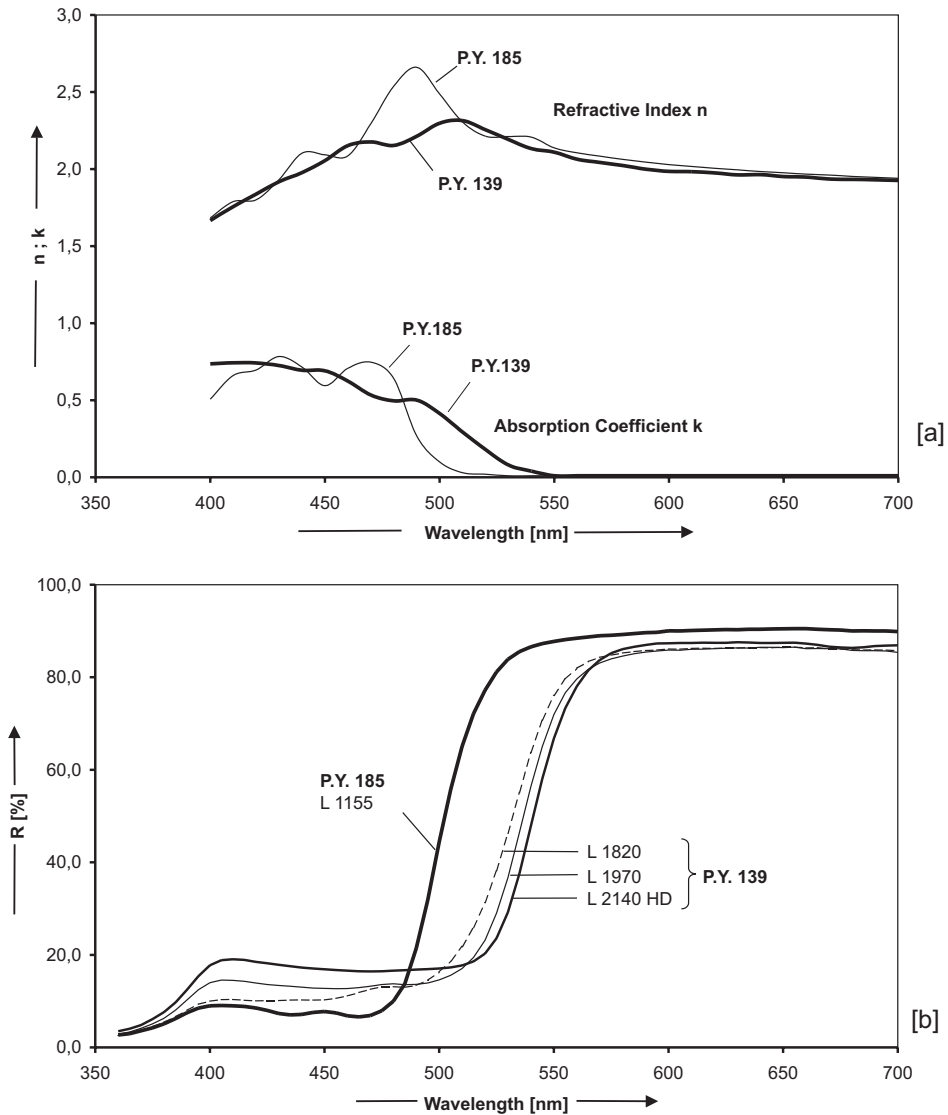 3,0
2,5
2,0
1,5
1,0
0,5
0,0
n ; k
P.Y. 185
Refractive Index n
P.Y. 139
P.Y.185
P.Y.139
Absorption Coefficient k
[a]
350 400 450 500 550 600 650 700
Wavelength [nm]
100,0
80,0
60,0
40,0
20,0
0,0
R [%]
P.Y. 185
L 1155
L 1820
L 1970
L 2140 HD
P.Y. 139
[b]
350 400 450 500 550 600 650 700
Wavelength [nm]